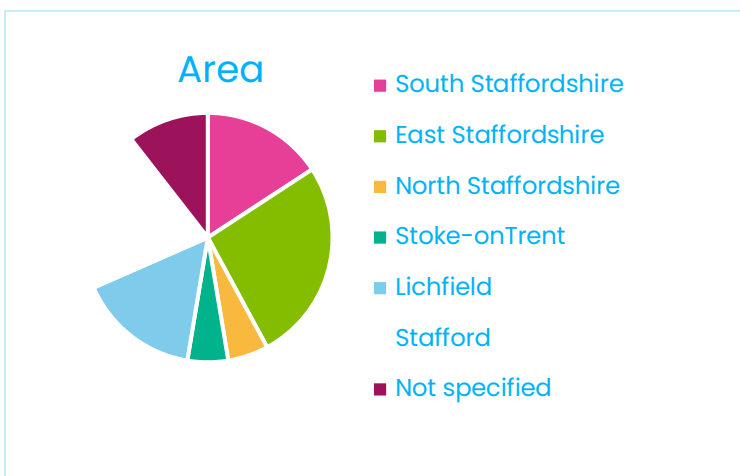 Area
South Staffordshire
East Staffordshire
North Staffordshire
Stoke-onTrent
Lichfield
Stafford
Not specified